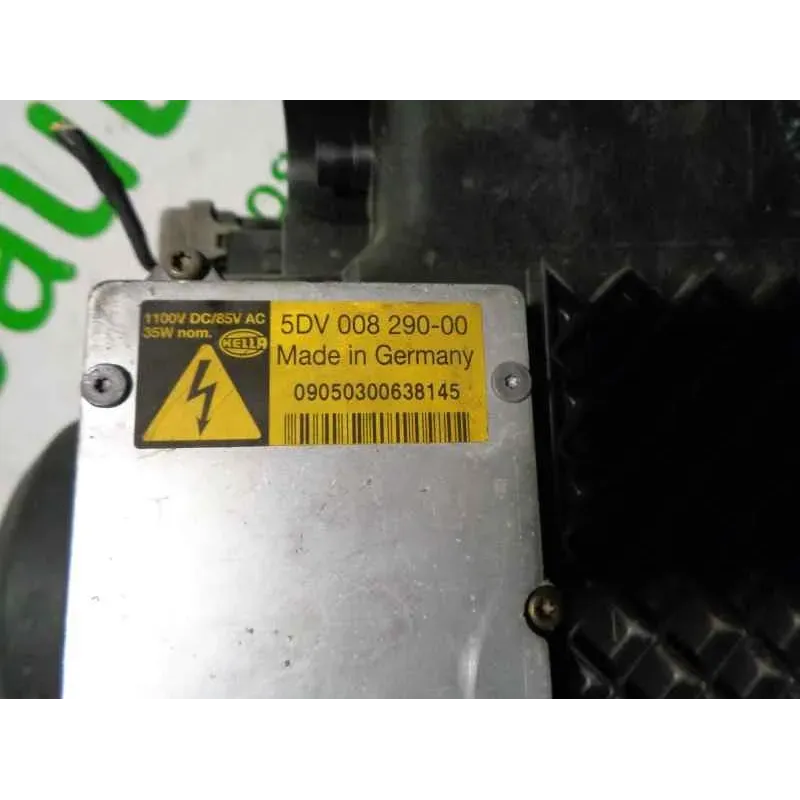 1100V DC/85V AC
35W nom.
HELLA
5DV 008 290-00
Made in Germany
09050300638145